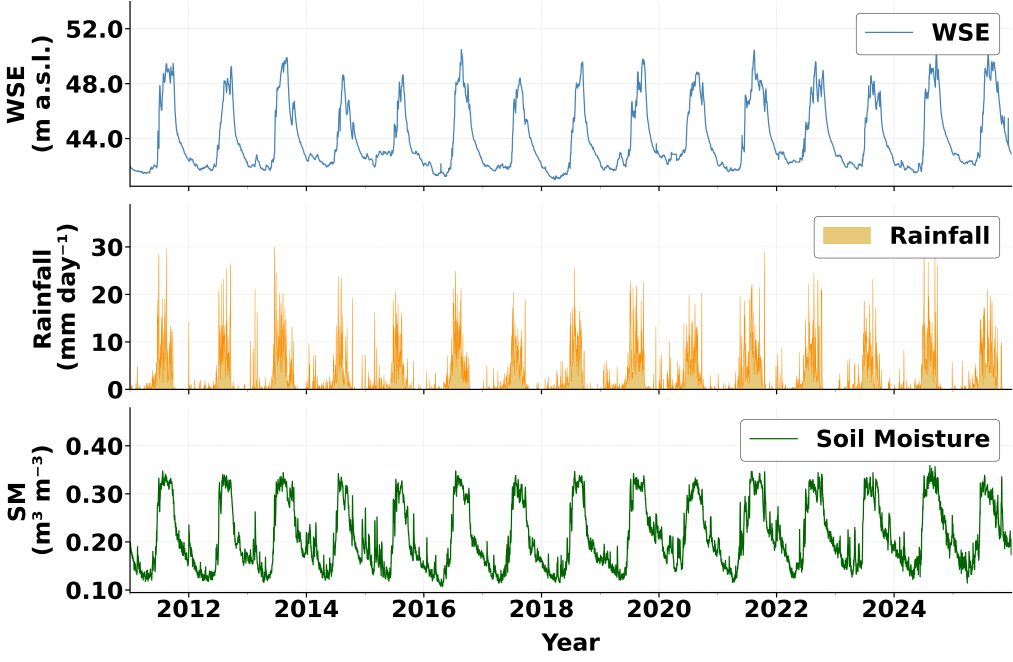 WSE
(m a.s.l.)
52.0
48.0
44.0
WSE
Rainfall
(mm day⁻¹)
30
20
10
0
Rainfall
SM
(m³ m⁻³)
0.40
0.30
0.20
0.10
Soil Moisture
2012 2014 2016 2018 2020 2022 2024
Year